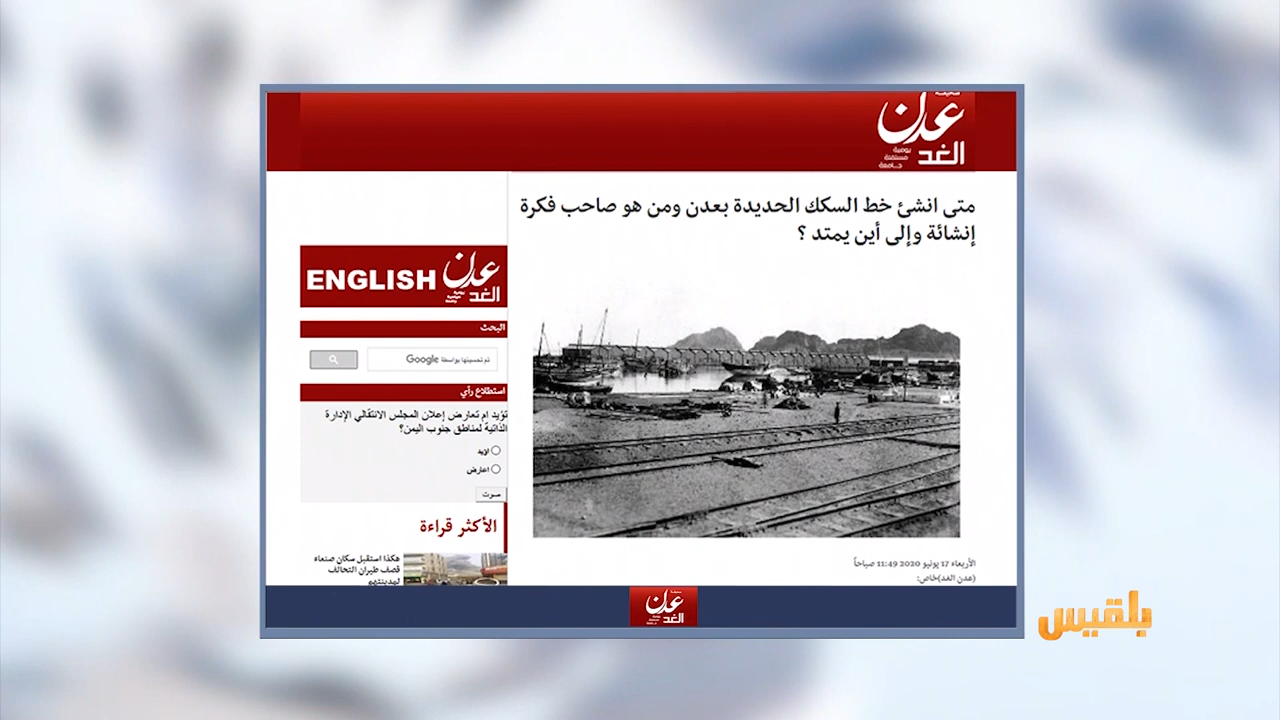 صحيفة
عدن
الغد
يومية
مستقلة
جـامعة
متى انشئ خط السكك الحديدة بعدن ومن هو صاحب فكرة
إنشائة وإلى أين يمتد ؟
ENGLISH
عدن
الغد
البحث
تم تحسينها بواسطة Google
استطلاع رأي
تؤيد ام تعارض إعلان المجلس الانتقالي الإدارة
الذاتية لمناطق جنوب اليمن؟
اؤيد
اعارض
صوت
الأكثر قراءة
هكذا استقبل سكان صنعاء
قصف طيران التحالف
لمدينتهم
الأربعاء 17 يونيو 2020 11:49 صباحاً
(عدن الغد)خاص:
عدن
الغد
بلقيس